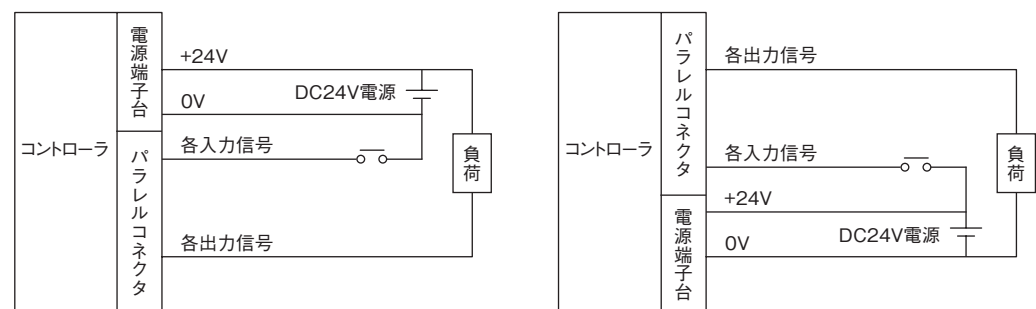 コントローラ
電源端子台
パラレルコネクタ
+24V
DC24V電源
0V
各入力信号
負荷
各出力信号
コントローラ
パラレルコネクタ
電源端子台
各出力信号
各入力信号
負荷
+24V
DC24V電源
0V